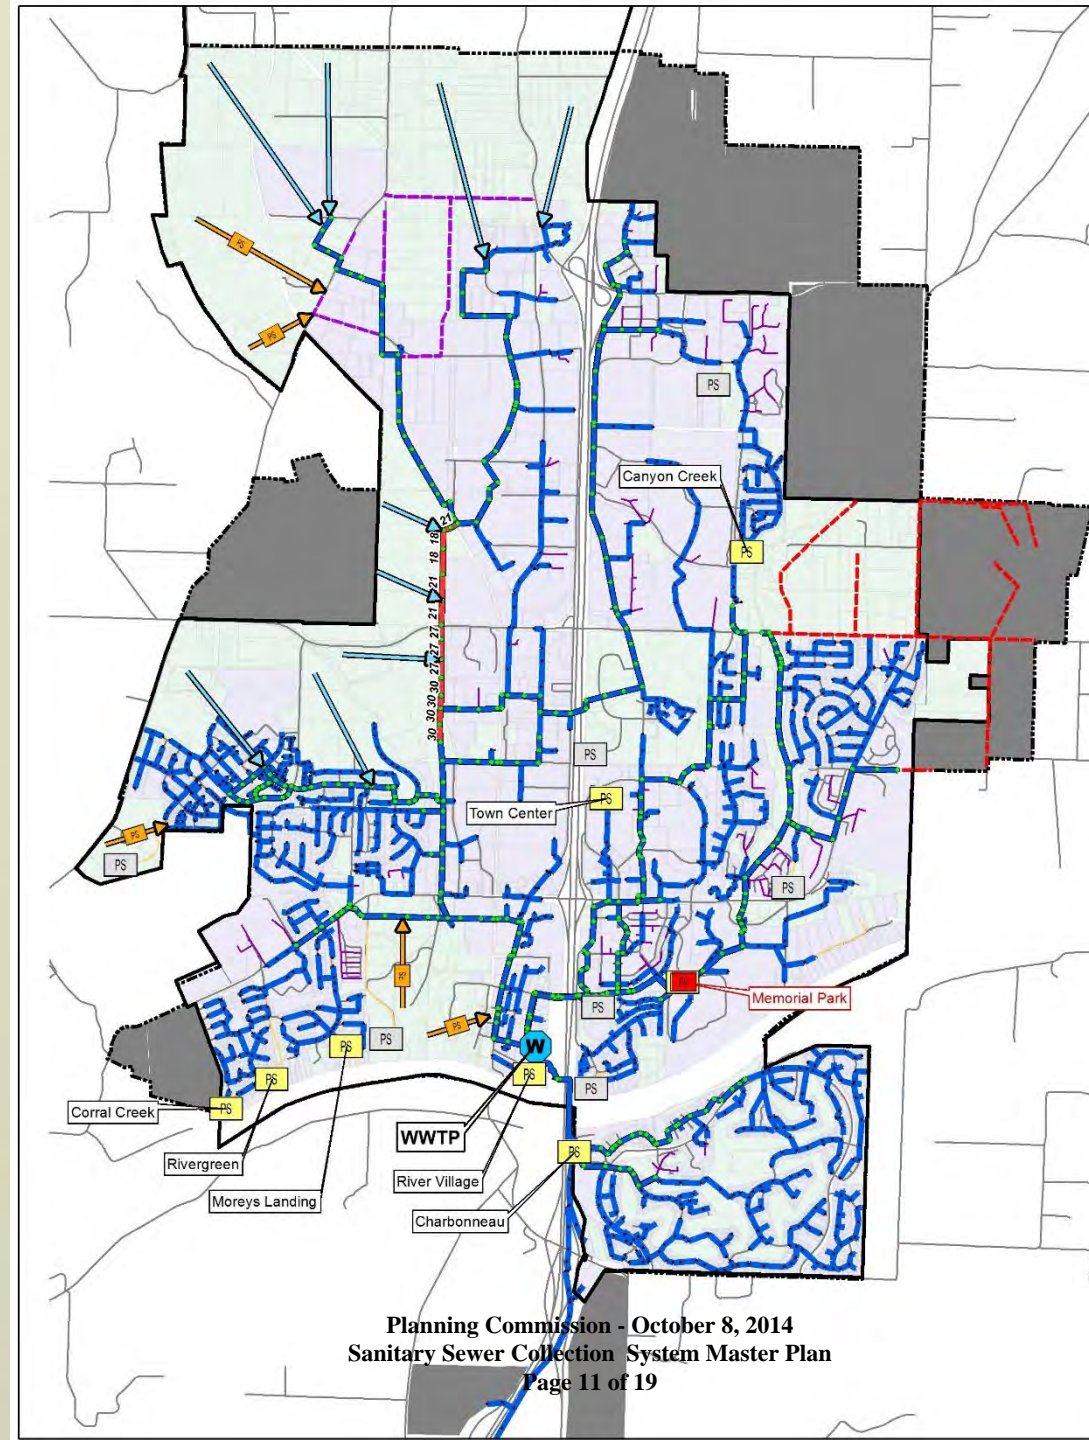 PS
PS
PS
Canyon Creek
PS
21
18
18
21
21
27
27
27
30
30
30
30
PS
Town Center
PS
PS
PS
PS
PS
PS
Memorial Park
PS
PS
PS
PS
W
PS
PS
PS
PS
Corral Creek
WWTP
PS
Rivergreen
River Village
Moreys Landing
Charbonneau
Planning Commission - October 8, 2014
Sanitary Sewer Collection System Master Plan
Page 11 of 19